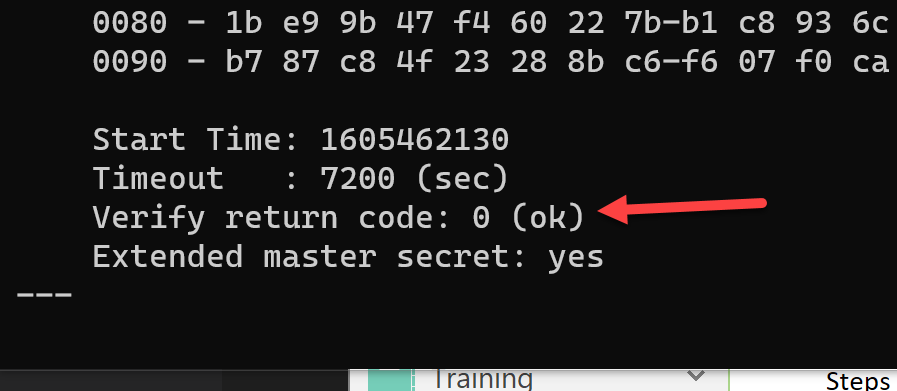 0080 - 1b e9 9b 47 f4 60 22 7b-b1 c8 93 6c
0090 - b7 87 c8 4f 23 28 8b c6-f6 07 f0 ca
Start Time: 1605462130
Timeout   : 7200 (sec)
Verify return code: 0 (ok)
Extended master secret: yes
---
Training
Steps